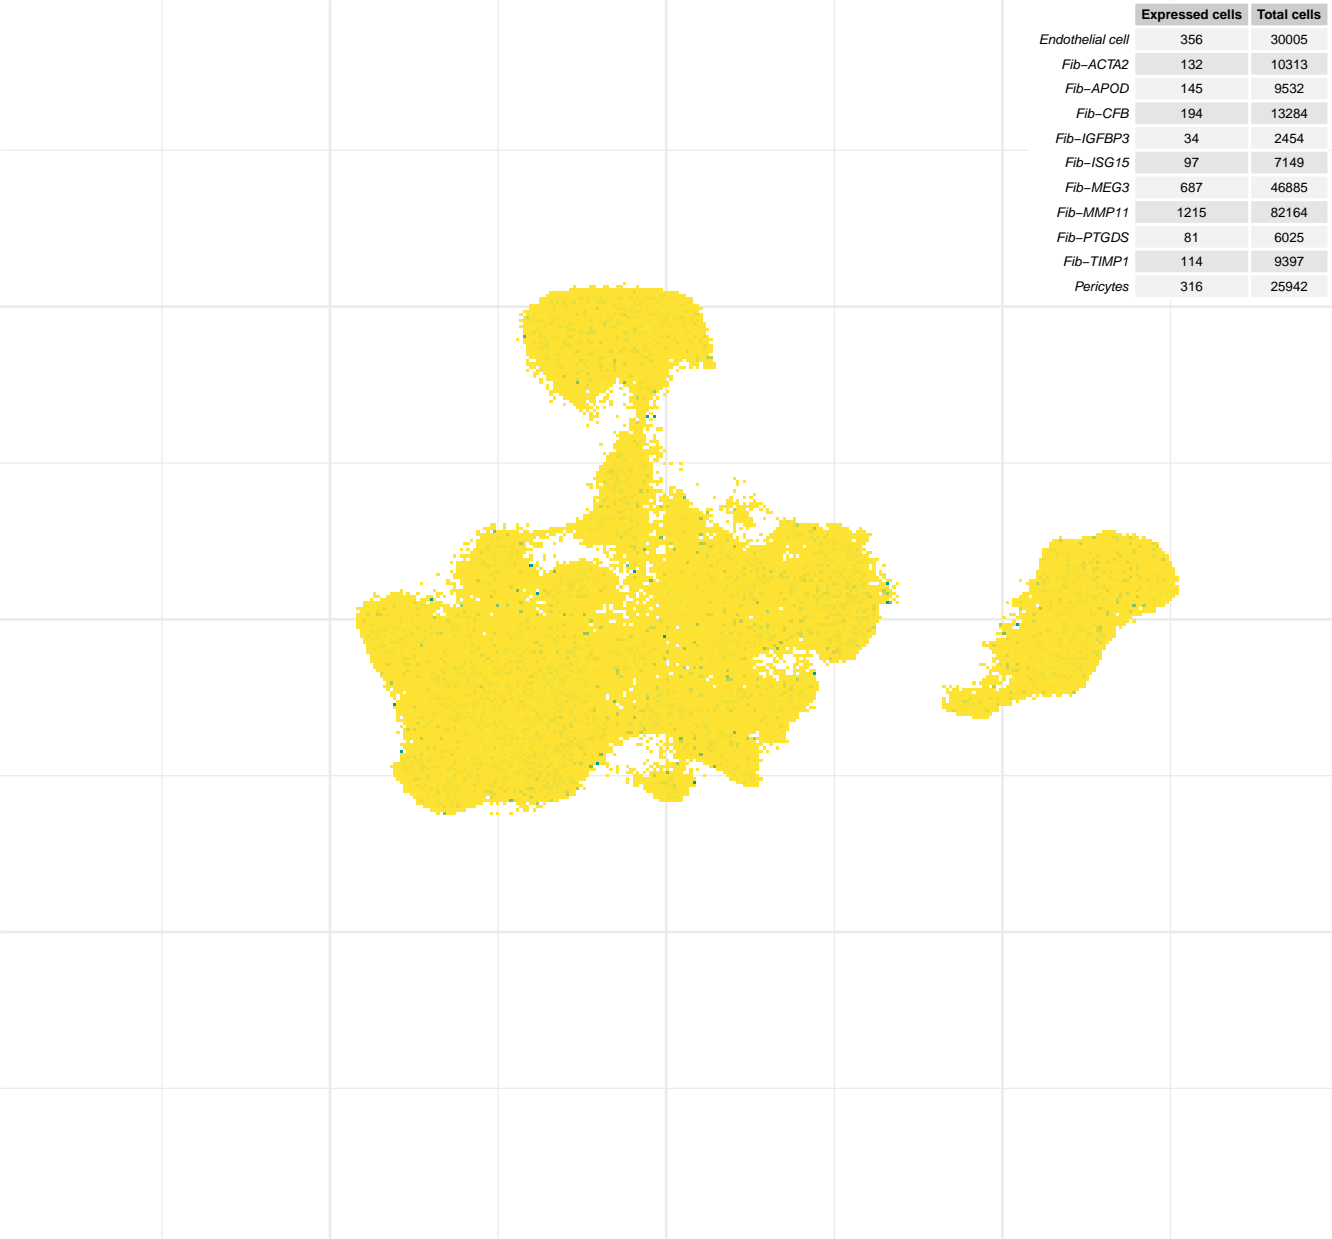 Expressed cells Total cells
Endothelial cell 356 30005
Fib−ACTA2 132 10313
Fib−APOD 145 9532
Fib−CFB 194 13284
Fib−IGFBP3 34 2454
Fib−ISG15 97 7149
Fib−MEG3 687 46885
Fib−MMP11 1215 82164
Fib−PTGDS 81 6025
Fib−TIMP1 114 9397
Pericytes 316 25942